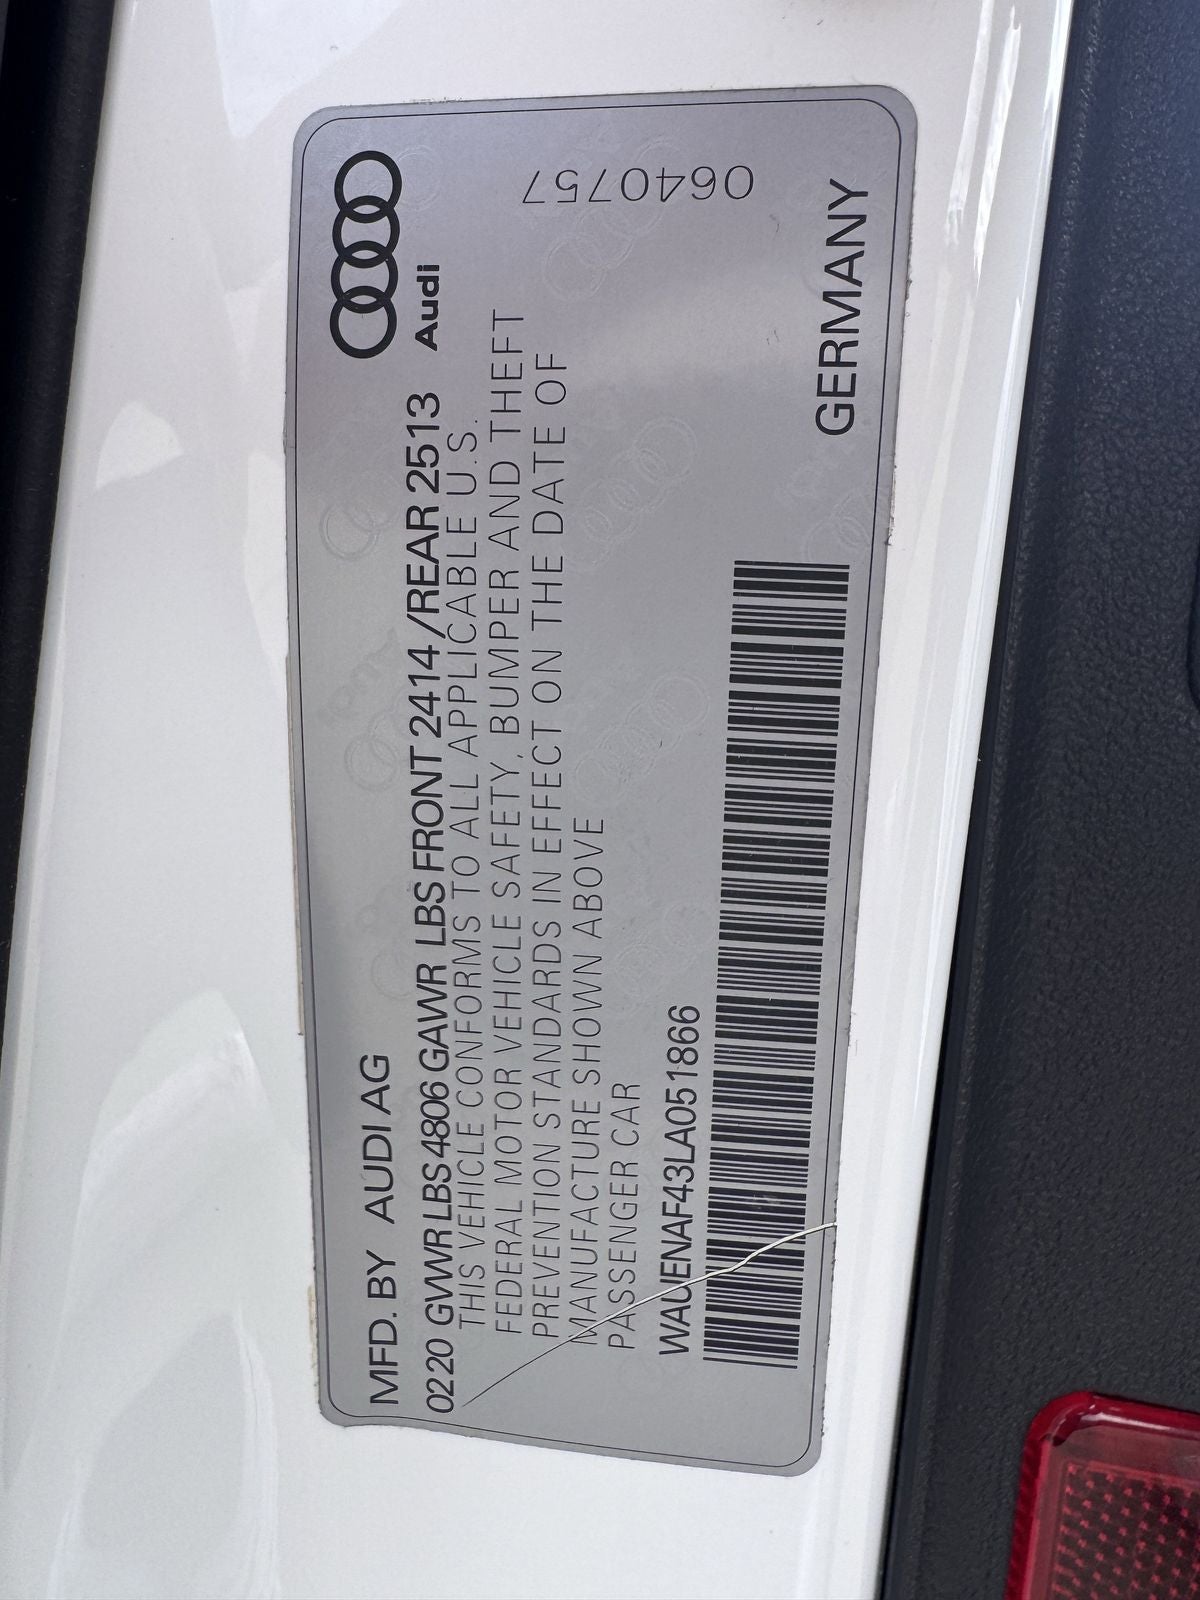 MFD. BY AUDI AG
Audi
0220 GVWR LBS 4806 GAWR LBS FRONT 2414 /REAR 2513
THIS VEHICLE CONFORMS TO ALL APPLICABLE U.S.
FEDERAL MOTOR VEHICLE SAFETY, BUMPER AND THEFT
PREVENTION STANDARDS IN EFFECT ON THE DATE OF
MANUFACTURE SHOWN ABOVE
PASSENGER CAR
WAUENAF43LA051866
GERMANY
0640757